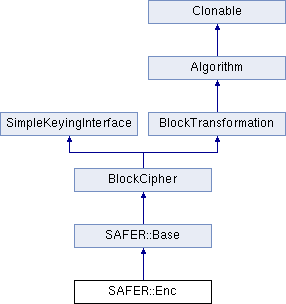 Clonable
Algorithm
SimpleKeyingInterface
BlockTransformation
BlockCipher
SAFER::Base
SAFER::Enc